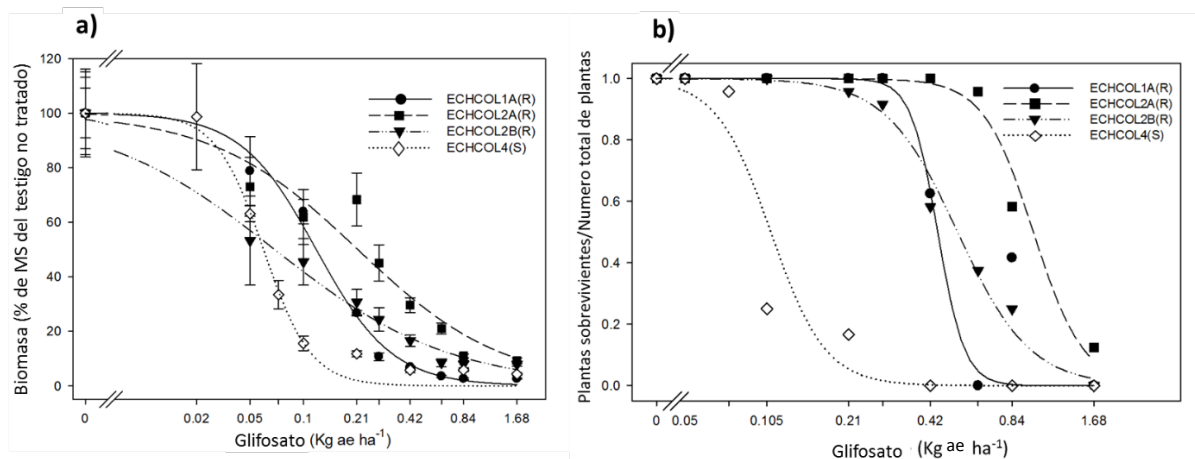 a)
120
100
80
60
40
20
0
Biomasa (% de MS del testigo no tratado)
ECHCOL1A(R)
ECHCOL2A(R)
ECHCOL2B(R)
ECHCOL4(S)
0 0.02 0.05 0.1 0.21 0.42 0.84 1.68
Glifosato (Kg ae ha-1)
b)
1.0
0.8
0.6
0.4
0.2
0.0
Plantas sobrevivientes/Numero total de plantas
ECHCOL1A(R)
ECHCOL2A(R)
ECHCOL2B(R)
ECHCOL4(S)
0 0.05 0.105 0.21 0.42 0.84 1.68
Glifosato (Kg ae ha-1)